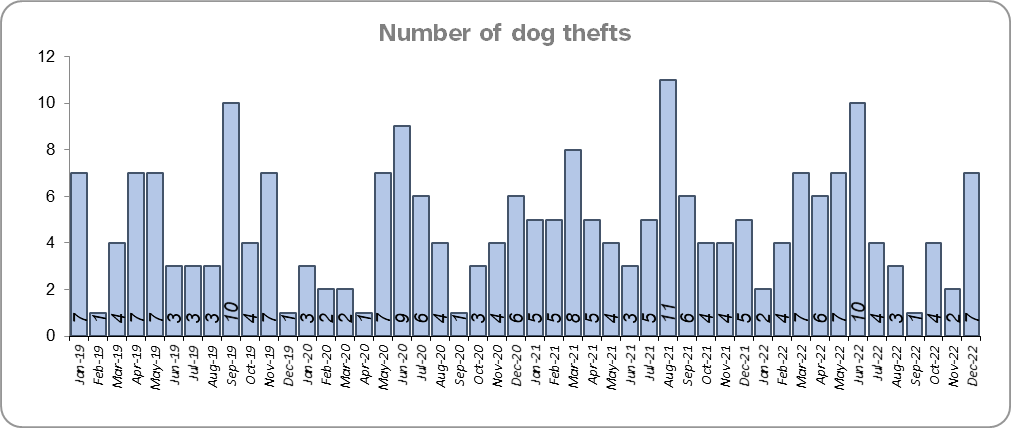 Number of dog thefts
12
10
8
6
4
2
0
7 1 4 7 7 3 3 3 10 4 7 1 3 2 2 1 7 9 6 4 1 3 4 6 5 5 8 5 4 3 5 11 6 4 4 5 2 4 7 6 7 10 4 3 1 4 2 7
Jan-19 Feb-19 Mar-19 Apr-19 May-19 Jun-19 Jul-19 Aug-19 Sep-19 Oct-19 Nov-19 Dec-19 Jan-20 Feb-20 Mar-20 Apr-20 May-20 Jun-20 Jul-20 Aug-20 Sep-20 Oct-20 Nov-20 Dec-20 Jan-21 Feb-21 Mar-21 Apr-21 May-21 Jun-21 Jul-21 Aug-21 Sep-21 Oct-21 Nov-21 Dec-21 Jan-22 Feb-22 Mar-22 Apr-22 May-22 Jun-22 Jul-22 Aug-22 Sep-22 Oct-22 Nov-22 Dec-22